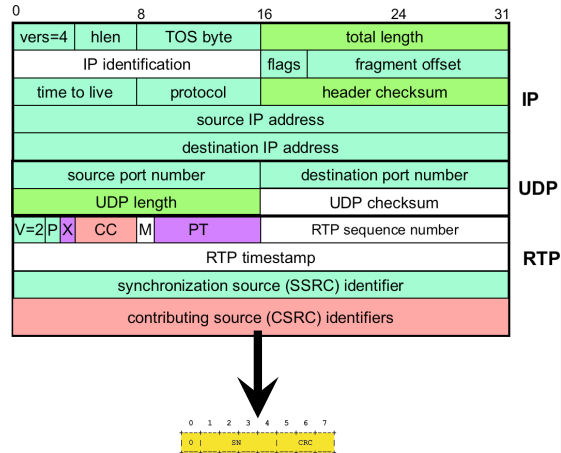 0 8 16 24 31
vers=4 hlen TOS byte total length
IP identification flags fragment offset
time to live protocol header checksum
IP
source IP address
destination IP address
source port number destination port number
UDP
UDP length UDP checksum
V=2 P X CC M PT RTP sequence number
RTP timestamp
RTP
synchronization source (SSRC) identifier
contributing source (CSRC) identifiers
0 1 2 3 4 5 6 7
0 SN CRC